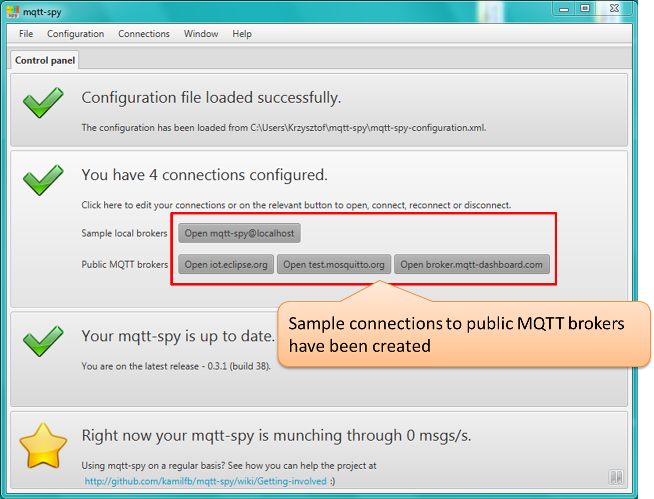 mqtt-spy
File Configuration Connections Window Help
Control panel
Configuration file loaded successfully.
The configuration has been loaded from C:\Users\Krzysztof\mqtt-spy\mqtt-spy-configuration.xml.
You have 4 connections configured.
Click here to edit your connections or on the relevant button to open, connect, reconnect or disconnect.
Sample local brokers Open mqtt-spy@localhost
Public MQTT brokers Open iot.eclipse.org Open test.mosquitto.org Open broker.mqtt-dashboard.com
Sample connections to public MQTT brokers
have been created
Your mqtt-spy is up to date.
You are on the latest release - 0.3.1 (build 38).
Right now your mqtt-spy is munching through 0 msgs/s.
Using mqtt-spy on a regular basis? See how you can help the project at
http://github.com/kamilfb/mqtt-spy/wiki/Getting-involved :)